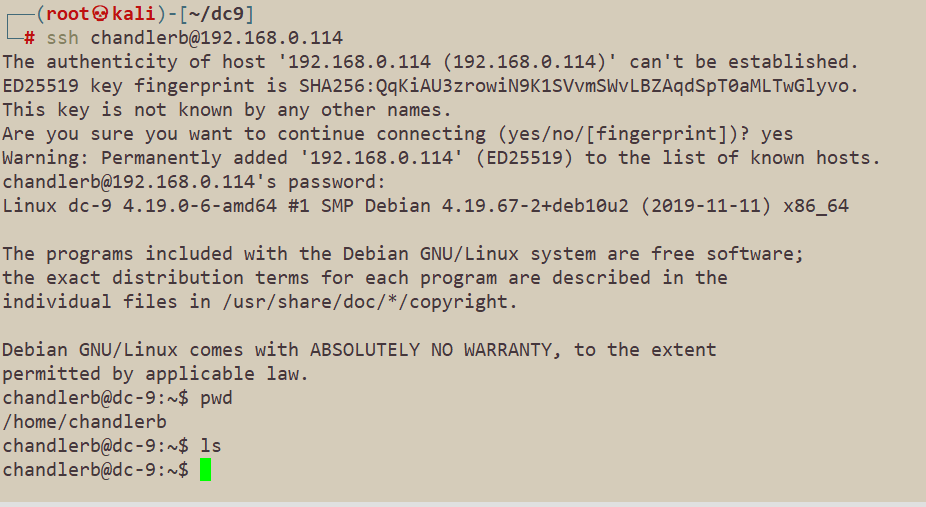 ┌──(root💀kali)-[~/dc9]
└─# ssh chandlerb@192.168.0.114
The authenticity of host '192.168.0.114 (192.168.0.114)' can't be established.
ED25519 key fingerprint is SHA256:QqKiAU3zrowiN9K1SVvmSWvLBZAqdSpT0aMLTwGlyvo.
This key is not known by any other names.
Are you sure you want to continue connecting (yes/no/[fingerprint])? yes
Warning: Permanently added '192.168.0.114' (ED25519) to the list of known hosts.
chandlerb@192.168.0.114's password:
Linux dc-9 4.19.0-6-amd64 #1 SMP Debian 4.19.67-2+deb10u2 (2019-11-11) x86_64
The programs included with the Debian GNU/Linux system are free software;
the exact distribution terms for each program are described in the
individual files in /usr/share/doc/*/copyright.
Debian GNU/Linux comes with ABSOLUTELY NO WARRANTY, to the extent
permitted by applicable law.
chandlerb@dc-9:~$ pwd
/home/chandlerb
chandlerb@dc-9:~$ ls
chandlerb@dc-9:~$